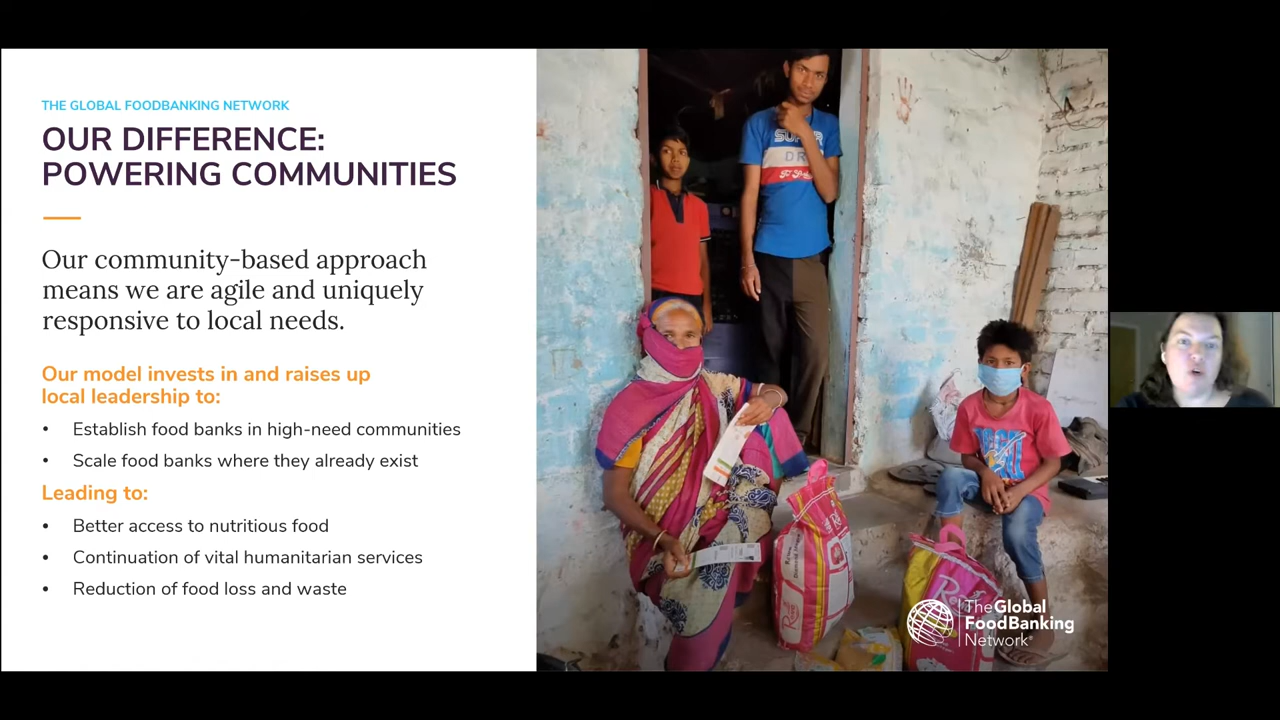 THE GLOBAL FOODBANKING NETWORK
OUR DIFFERENCE:
POWERING COMMUNITIES
Our community-based approach
means we are agile and uniquely
responsive to local needs.
Our model invests in and raises up
local leadership to:
• Establish food banks in high-need communities
• Scale food banks where they already exist
Leading to:
• Better access to nutritious food
• Continuation of vital humanitarian services
• Reduction of food loss and waste
SUPER
DR
The Global
FoodBanking
Network®